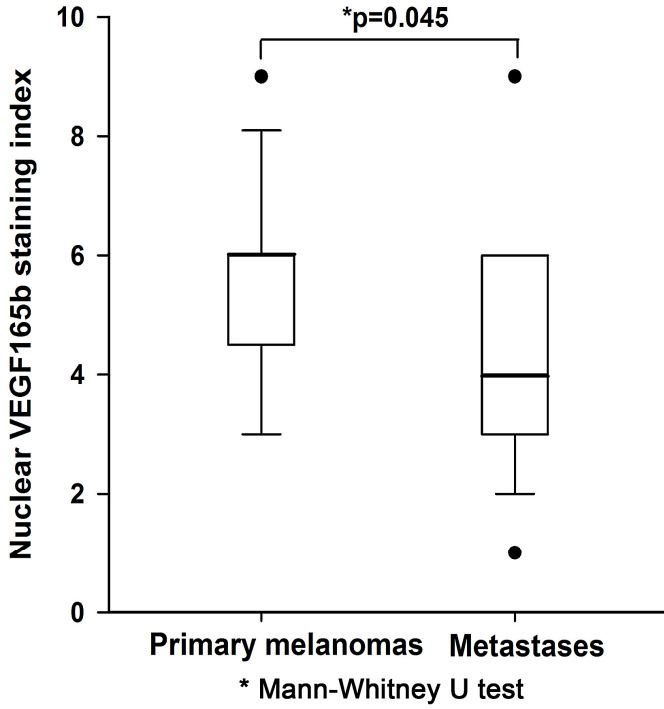 *p=0.045
10
8
6
4
2
0
Nuclear VEGF165b staining index
Primary melanomas Metastases
* Mann-Whitney U test